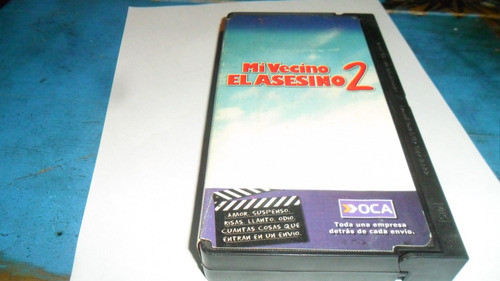 Mi Vecino
EL ASESINO 2
AMOR, SUSPENSO,
RISAS, LLANTO, ODIO.
CUANTAS COSAS QUE
ENTRAN EN UN ENVIO.
OCA
Toda una empresa
detrás de cada envío.